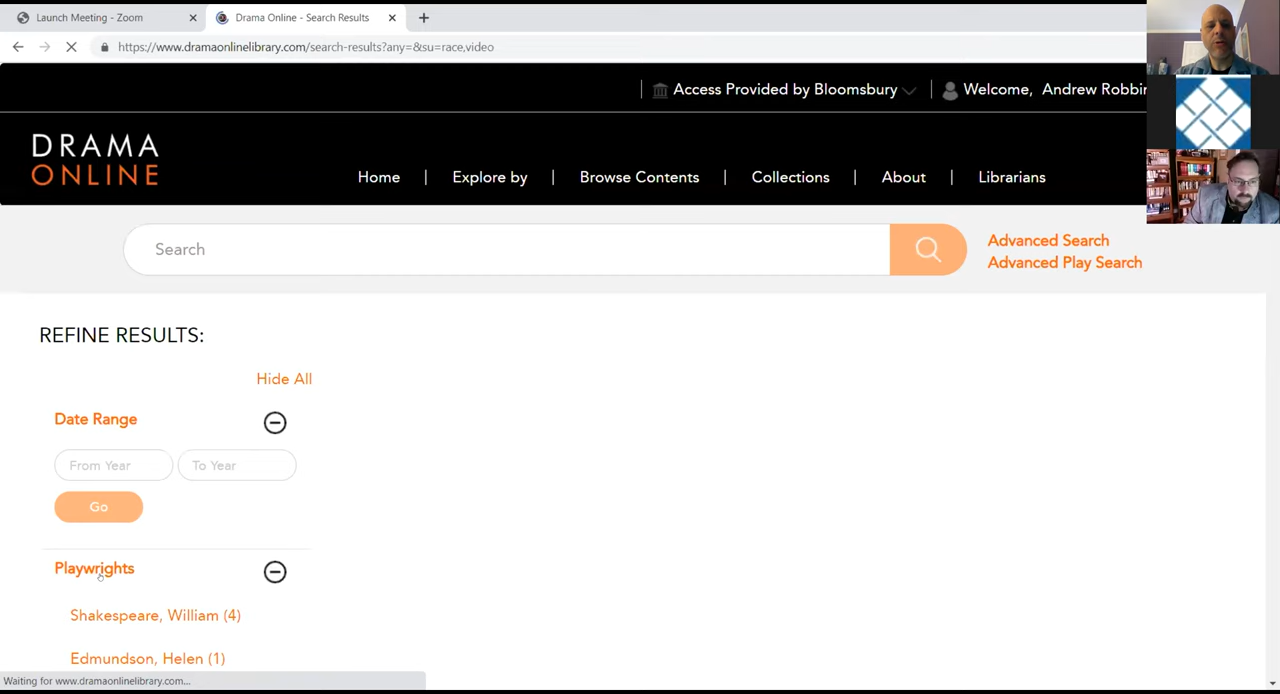 Launch Meeting - Zoom
Drama Online - Search Results
https://www.dramaonlinelibrary.com/search-results?any=&su=race,video
Access Provided by Bloomsbury
Welcome, Andrew Robbin
DRAMA
ONLINE
Home
Explore by
Browse Contents
Collections
About
Librarians
Search
Advanced Search
Advanced Play Search
REFINE RESULTS:
Hide All
Date Range
From Year
To Year
Go
Playwrights
Shakespeare, William (4)
Edmundson, Helen (1)
Waiting for www.dramaonlinelibrary.com...